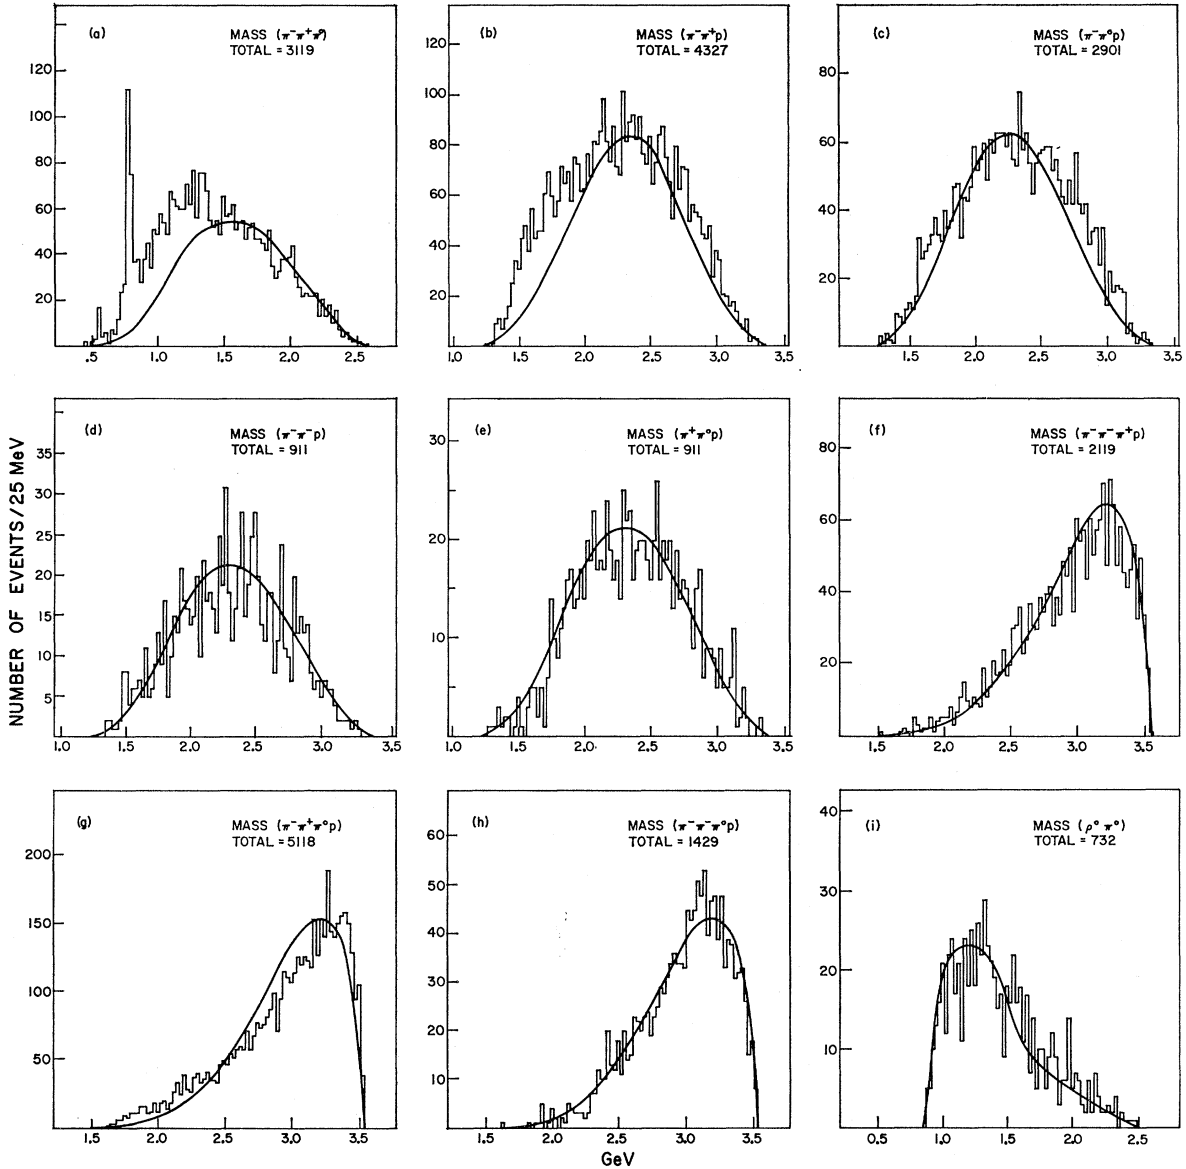 (a) MASS (π⁻π⁺π⁰)
TOTAL = 3119
120
100
80
60
40
20
.5 1.0 1.5 2.0 2.5
(b) MASS (π⁻π⁺p)
TOTAL = 4327
120
100
80
60
40
20
1.0 1.5 2.0 2.5 3.0 3.5
(c) MASS (π⁻π⁰p)
TOTAL = 2901
80
60
40
20
1.5 2.0 2.5 3.0 3.5
NUMBER OF EVENTS/25 MeV
(d) MASS (π⁻π⁻p)
TOTAL = 911
35
30
25
20
15
10
5
1.0 1.5 2.0 2.5 3.0 3.5
(e) MASS (π⁺π⁰p)
TOTAL = 911
30
20
10
1.0 1.5 2.0 2.5 3.0 3.5
(f) MASS (π⁻π⁻π⁺p)
TOTAL = 2119
80
60
40
20
1.5 2.0 2.5 3.0 3.5
(g) MASS (π⁻π⁺π⁰p)
TOTAL = 5118
200
150
100
50
1.5 2.0 2.5 3.0 3.5
(h) MASS (π⁻π⁻π⁰p)
TOTAL = 1429
60
50
40
30
20
10
1.5 2.0 2.5 3.0 3.5
(i) MASS (ρ⁰π⁰)
TOTAL = 732
40
30
20
10
0.5 1.0 1.5 2.0 2.5
GeV